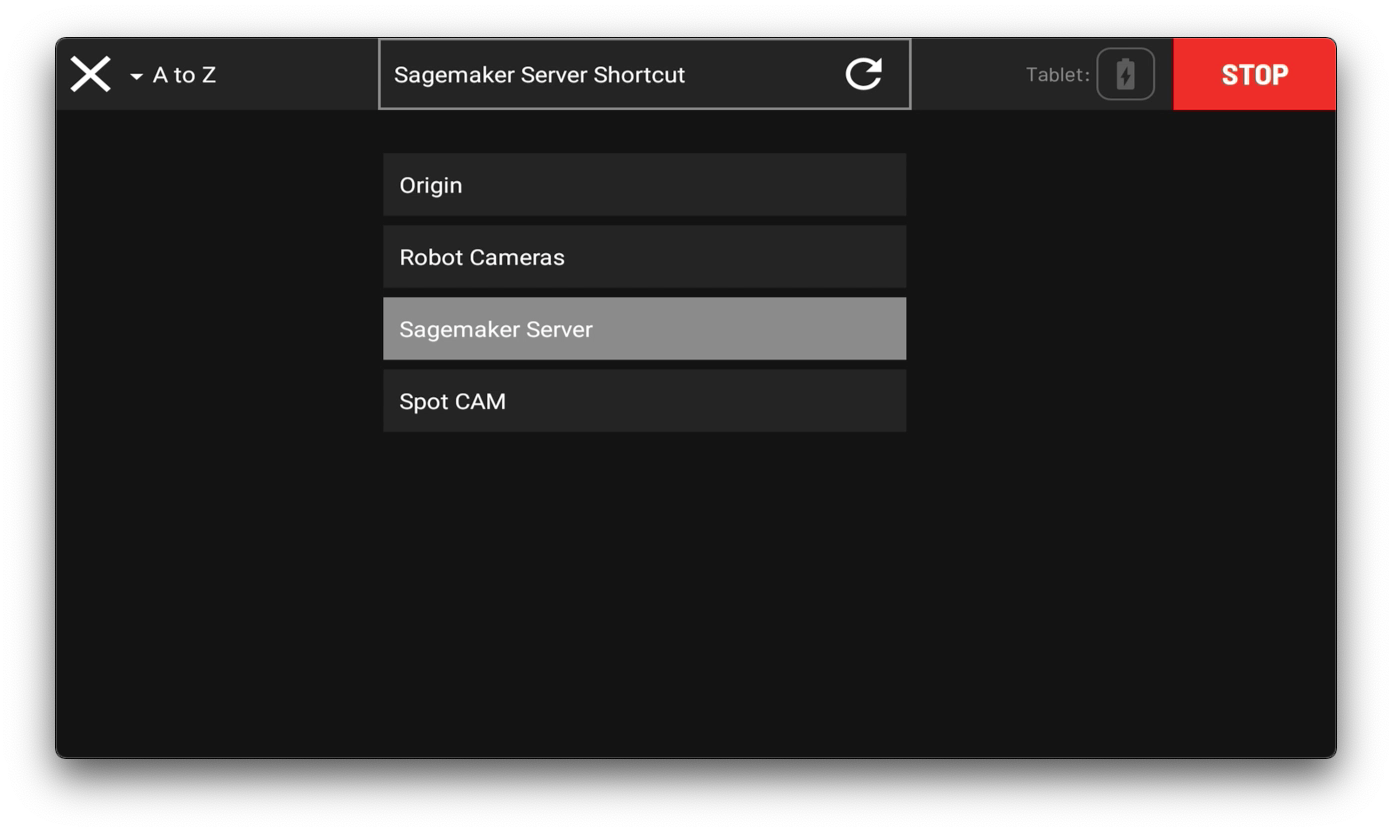 A to Z
Sagemaker Server Shortcut
Tablet:
STOP
Origin
Robot Cameras
Sagemaker Server
Spot CAM